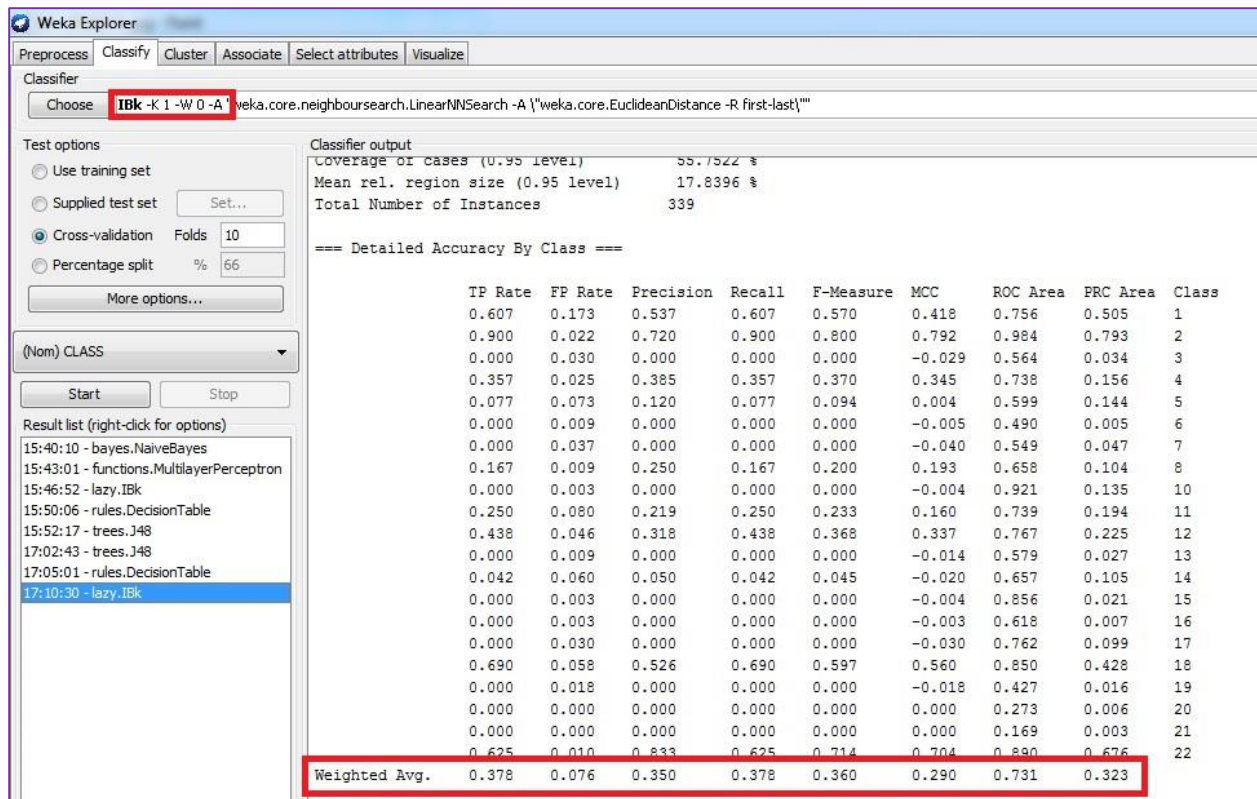 Weka Explorer
Preprocess Classify Cluster Associate Select attributes Visualize
Classifier
Choose IBk -K 1 -W 0 -A "weka.core.neighboursearch.LinearNNSearch -A \"weka.core.EuclideanDistance -R first-last\""
Test options
Use training set
Supplied test set Set...
Cross-validation Folds 10
Percentage split % 66
More options...
(Nom) CLASS
Start Stop
Result list (right-click for options)
15:40:10 - bayes.NaiveBayes
15:43:01 - functions.MultilayerPerceptron
15:46:52 - lazy.IBk
15:50:06 - rules.DecisionTable
15:52:17 - trees.J48
17:02:43 - trees.J48
17:05:01 - rules.DecisionTable
17:10:30 - lazy.IBk
Classifier output
Coverage of cases (0.95 level) 55.7522 %
Mean rel. region size (0.95 level) 17.8396 %
Total Number of Instances 339
=== Detailed Accuracy By Class ===
TP Rate FP Rate Precision Recall F-Measure MCC ROC Area PRC Area Class
0.607 0.173 0.537 0.607 0.570 0.418 0.756 0.505 1
0.900 0.022 0.720 0.900 0.800 0.792 0.984 0.793 2
0.000 0.030 0.000 0.000 0.000 -0.029 0.564 0.034 3
0.357 0.025 0.385 0.357 0.370 0.345 0.738 0.156 4
0.077 0.073 0.120 0.077 0.094 0.004 0.599 0.144 5
0.000 0.009 0.000 0.000 0.000 -0.005 0.490 0.005 6
0.000 0.037 0.000 0.000 0.000 -0.040 0.549 0.047 7
0.167 0.009 0.250 0.167 0.200 0.193 0.658 0.104 8
0.000 0.003 0.000 0.000 0.000 -0.004 0.921 0.135 10
0.250 0.080 0.219 0.250 0.233 0.160 0.739 0.194 11
0.438 0.046 0.318 0.438 0.368 0.337 0.767 0.225 12
0.000 0.009 0.000 0.000 0.000 -0.014 0.579 0.027 13
0.042 0.060 0.050 0.042 0.045 -0.020 0.657 0.105 14
0.000 0.003 0.000 0.000 0.000 -0.004 0.856 0.021 15
0.000 0.003 0.000 0.000 0.000 -0.003 0.618 0.007 16
0.000 0.030 0.000 0.000 0.000 -0.030 0.762 0.099 17
0.690 0.058 0.526 0.690 0.597 0.560 0.850 0.428 18
0.000 0.018 0.000 0.000 0.000 -0.018 0.427 0.016 19
0.000 0.000 0.000 0.000 0.000 0.000 0.273 0.006 20
0.000 0.000 0.000 0.000 0.000 0.000 0.169 0.003 21
0.625 0.010 0.833 0.625 0.714 0.704 0.890 0.676 22
Weighted Avg. 0.378 0.076 0.350 0.378 0.360 0.290 0.731 0.323